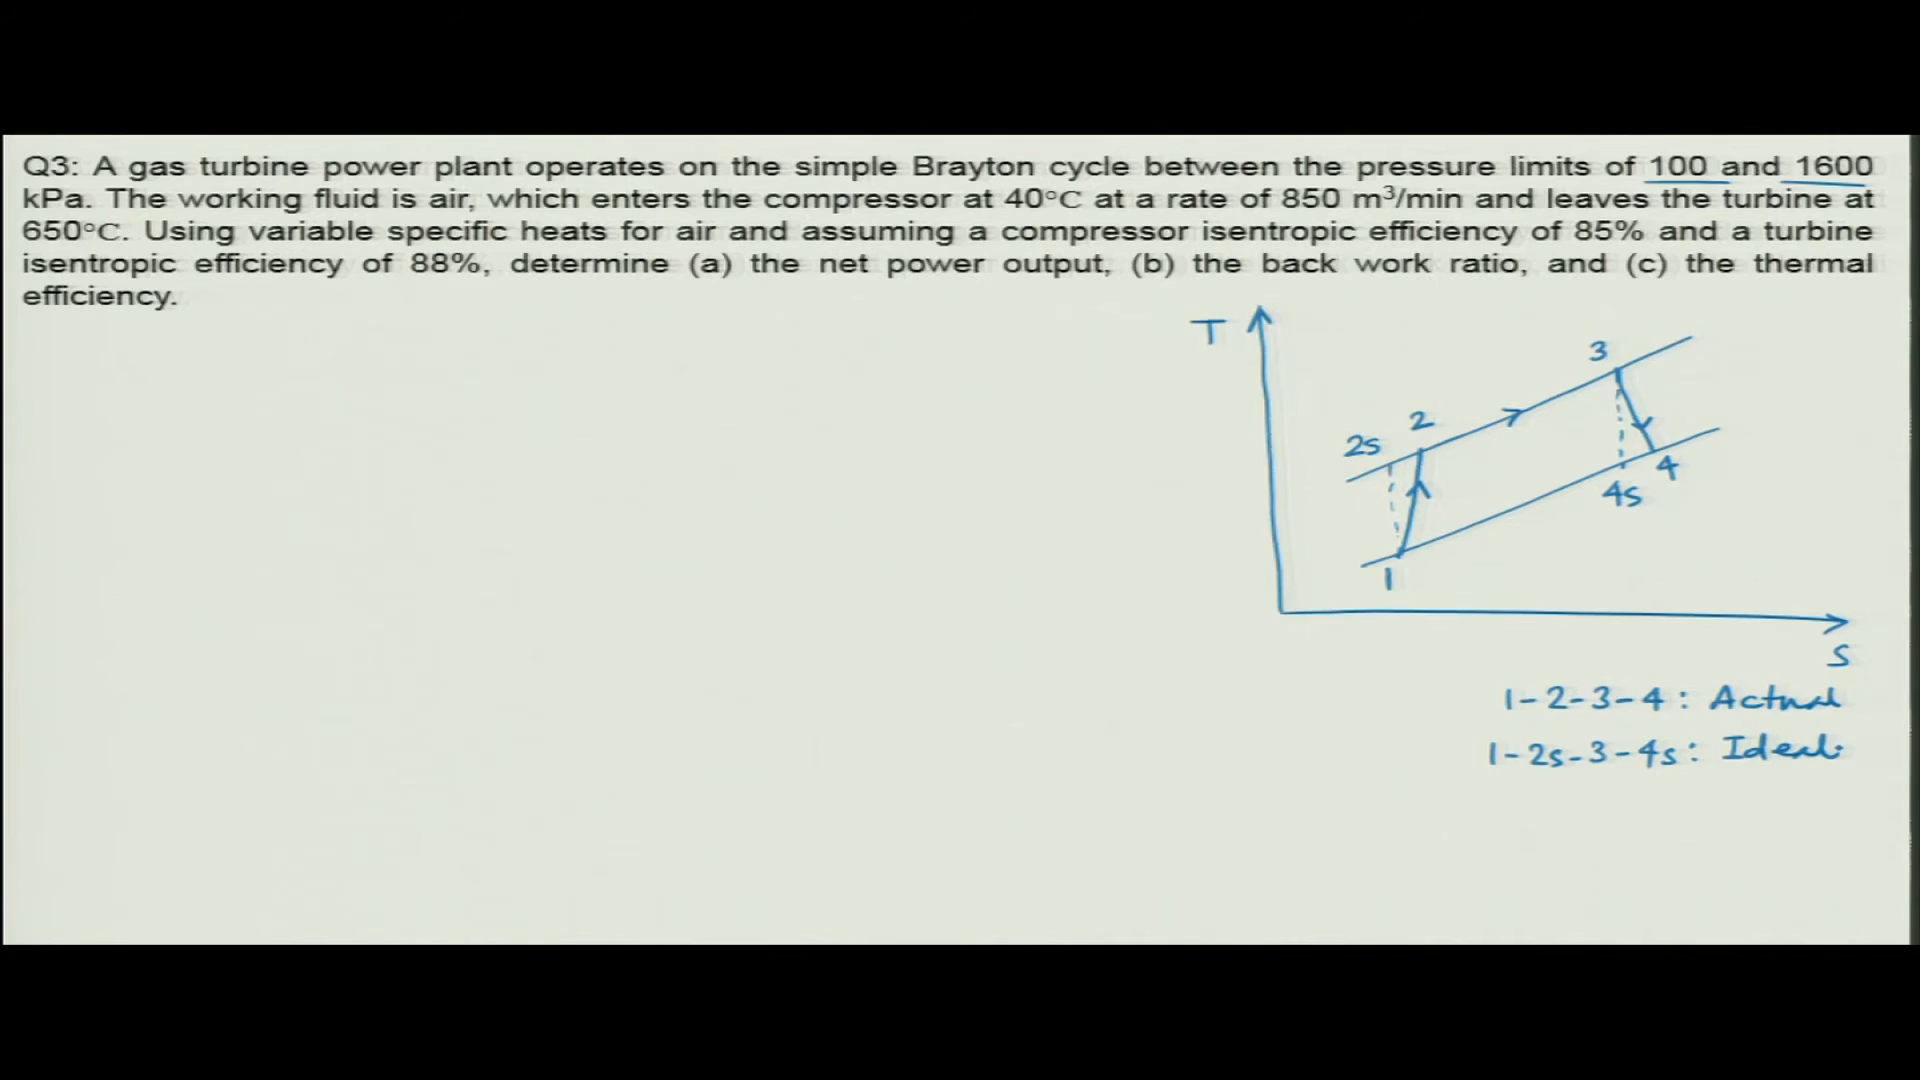 Q3: A gas turbine power plant operates on the simple Brayton cycle between the pressure limits of 100 and 1600
kPa. The working fluid is air, which enters the compressor at 40°C at a rate of 850 m³/min and leaves the turbine at
650°C. Using variable specific heats for air and assuming a compressor isentropic efficiency of 85% and a turbine
isentropic efficiency of 88%, determine (a) the net power output, (b) the back work ratio, and (c) the thermal
efficiency.
T
3
2
2s
4
4s
1
S
1-2-3-4: Actual
1-2s-3-4s: Ideal.